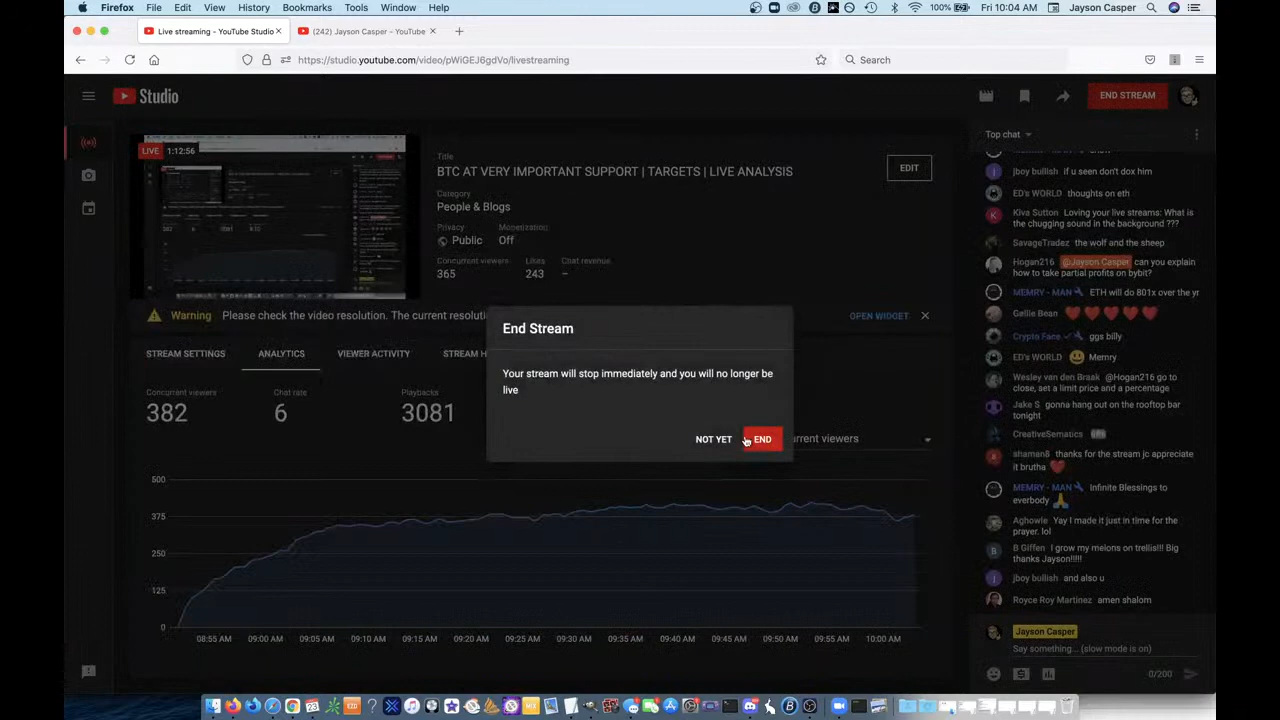 Firefox File Edit View History Bookmarks Tools Window Help
100% Fri 10:04 AM Jayson Casper
Live streaming - YouTube Studio
(242) Jayson Casper - YouTube
https://studio.youtube.com/video/pWiGEJ6gdVo/livestreaming
Search
Studio
END STREAM
LIVE 1:12:56
Title
BTC AT VERY IMPORTANT SUPPORT | TARGETS | LIVE ANALYSIS
EDIT
Category
People & Blogs
Privacy Monetization
Public Off
Concurrent viewers Likes Chat revenue
365 243 –
Warning Please check the video resolution. The current
OPEN WIDGET
STREAM SETTINGS ANALYTICS VIEWER ACTIVITY STREAM H
Concurrent viewers Chat rate Playbacks
382 6 3081
End Stream
Your stream will stop immediately and you will no longer be
live
NOT YET END
rrent viewers
500
375
250
125
0
08:55 AM 09:00 AM 09:05 AM 09:10 AM 09:15 AM 09:20 AM 09:25 AM 09:30 AM 09:35 AM 09:40 AM 09:45 AM 09:50 AM 09:55 AM 10:00 AM
Top chat
jboy bullish if u seen don't dox him
ED's WORLD thoughts on eth
Kiva Sutton Loving your live streams: What is
the chugging sound in the background ???
SavageTradez the wolf and the sheep
Hogan216 @Jayson Casper can you explain
how to take partial profits on bybit?
MEMRY - MAN ETH will do 801x over the yr
Gellie Bean
Crypto Face ggs billy
ED's WORLD Memry
Wesley van den Braak @Hogan216 go to
close, set a limit price and a percentage
Jake S gonna hang out on the rooftop bar
tonight
CreativeSematics
shaman8 thanks for the stream jc appreciate
it brutha
MEMRY - MAN Infinite Blessings to
everbody
Aghowie Yay I made it just in time for the
prayer. lol
B Giffen I grow my melons on trellis!!! Big
thanks Jayson!!!!!
jboy bullish and also u
Royce Roy Martinez amen shalom
Jayson Casper
Say something... (slow mode is on)
0/200